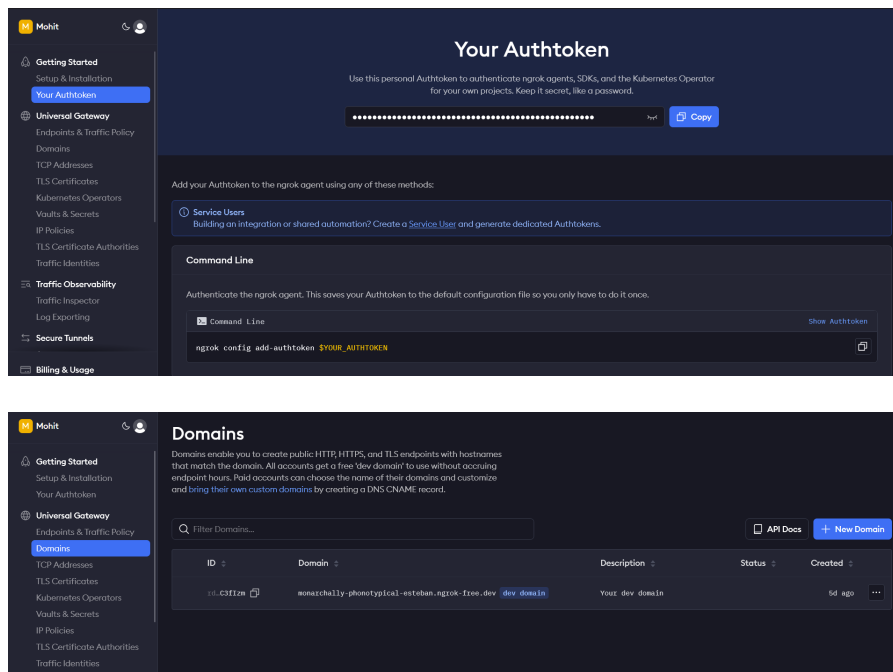 M Mohit
Getting Started
Setup & Installation
Your Authtoken
Universal Gateway
Endpoints & Traffic Policy
Domains
TCP Addresses
TLS Certificates
Kubernetes Operators
Vaults & Secrets
IP Policies
TLS Certificate Authorities
Traffic Identities
Traffic Observability
Traffic Inspector
Log Exporting
Secure Tunnels
Billing & Usage
Your Authtoken
Use this personal Authtoken to authenticate ngrok agents, SDKs, and the Kubernetes Operator
for your own projects. Keep it secret, like a password.
Copy
Add your Authtoken to the ngrok agent using any of these methods:
Service Users
Building an integration or shared automation? Create a Service User and generate dedicated Authtokens.
Command Line
Authenticate the ngrok agent. This saves your Authtoken to the default configuration file so you only have to do it once.
Command Line Show Authtoken
ngrok config add-authtoken $YOUR_AUTHTOKEN
M Mohit
Getting Started
Setup & Installation
Your Authtoken
Universal Gateway
Endpoints & Traffic Policy
Domains
TCP Addresses
TLS Certificates
Kubernetes Operators
Vaults & Secrets
IP Policies
TLS Certificate Authorities
Traffic Identities
Domains
Domains enable you to create public HTTP, HTTPS, and TLS endpoints with hostnames
that match the domain. All accounts get a free 'dev domain' to use without accruing
endpoint hours. Paid accounts can choose the name of their domains and customize
and bring their own custom domains by creating a DNS CNAME record.
Filter Domains... API Docs + New Domain
ID Domain Description Status Created
monarchally-phonotypical-esteban.ngrok-free.dev dev domain Your dev domain 5d ago ...